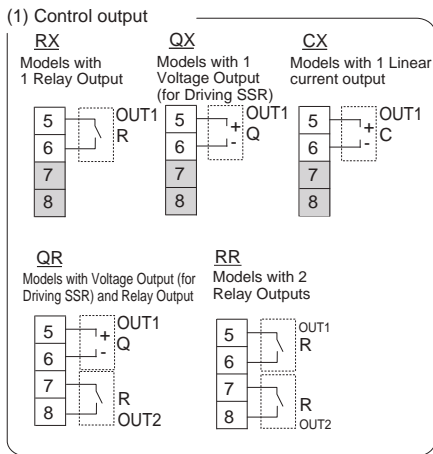 (1) Control output
RX
Models with
1 Relay Output
5
6
7
8
OUT1
R
QX
Models with 1
Voltage Output
(for Driving SSR)
5
6
7
8
+
-
OUT1
Q
CX
Models with 1 Linear
current output
5
6
7
8
+
-
OUT1
C
QR
Models with Voltage Output (for
Driving SSR) and Relay Output
5
6
7
8
+
-
OUT1
Q
R
OUT2
RR
Models with 2
Relay Outputs
5
6
7
8
OUT1
R
R
OUT2